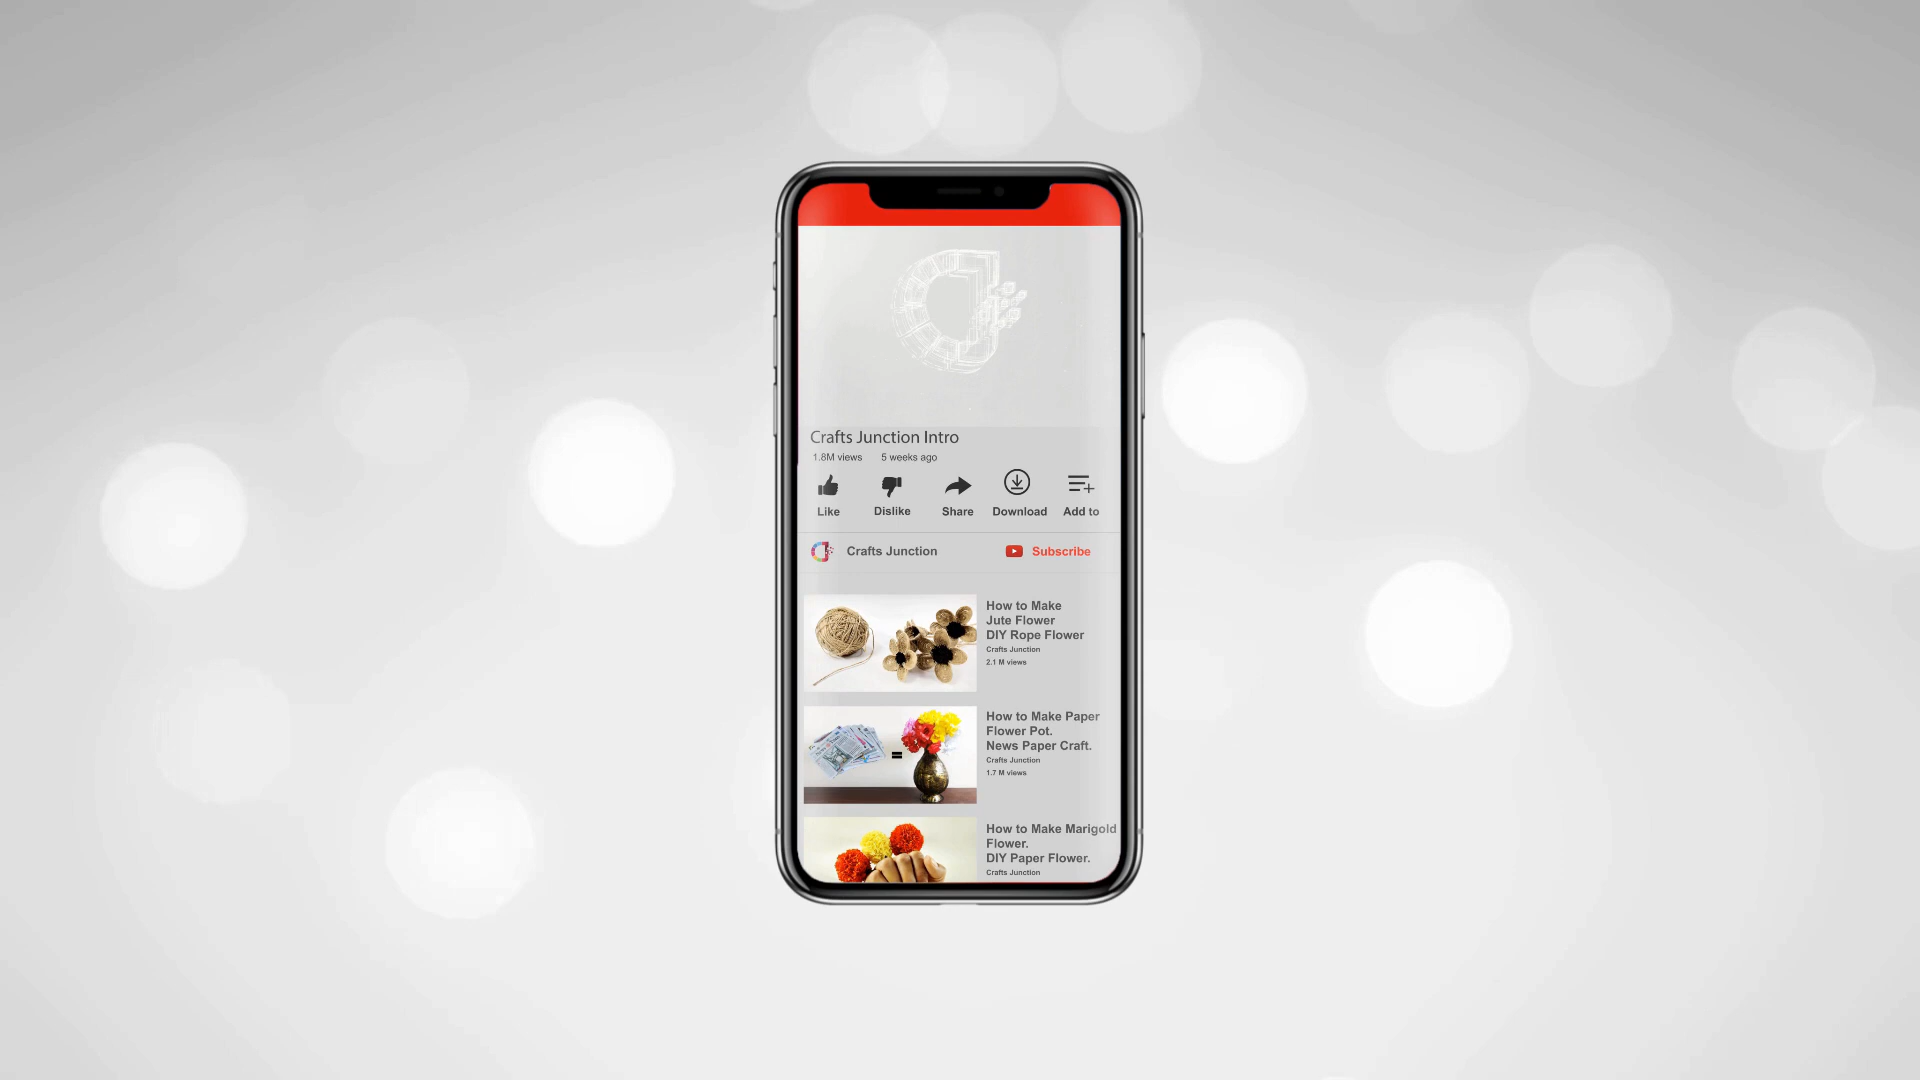 Crafts Junction Intro
1.8M views 5 weeks ago
Like Dislike Share Download Add to
Crafts Junction Subscribe
How to Make
Jute Flower
DIY Rope Flower
Crafts Junction
2.1 M views
How to Make Paper
Flower Pot.
News Paper Craft.
Crafts Junction
1.7 M views
How to Make Marigold
Flower.
DIY Paper Flower.
Crafts Junction